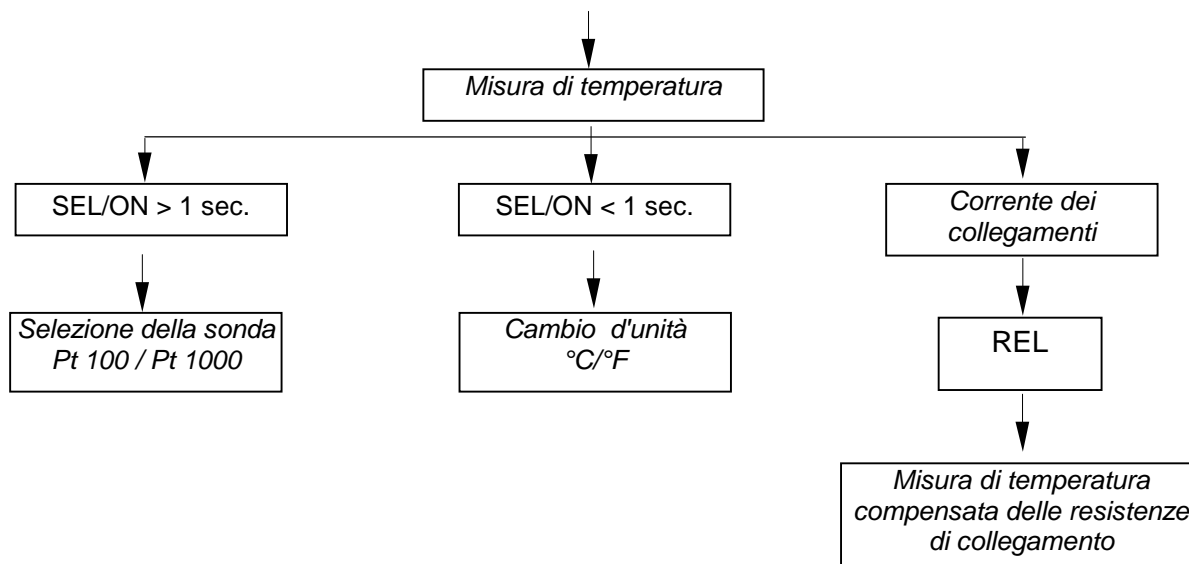 Misura di temperatura
SEL/ON > 1 sec.
SEL/ON < 1 sec.
Corrente dei
collegamenti
Selezione della sonda
Pt 100 / Pt 1000
Cambio d'unità
°C/°F
REL
Misura di temperatura
compensata delle resistenze
di collegamento